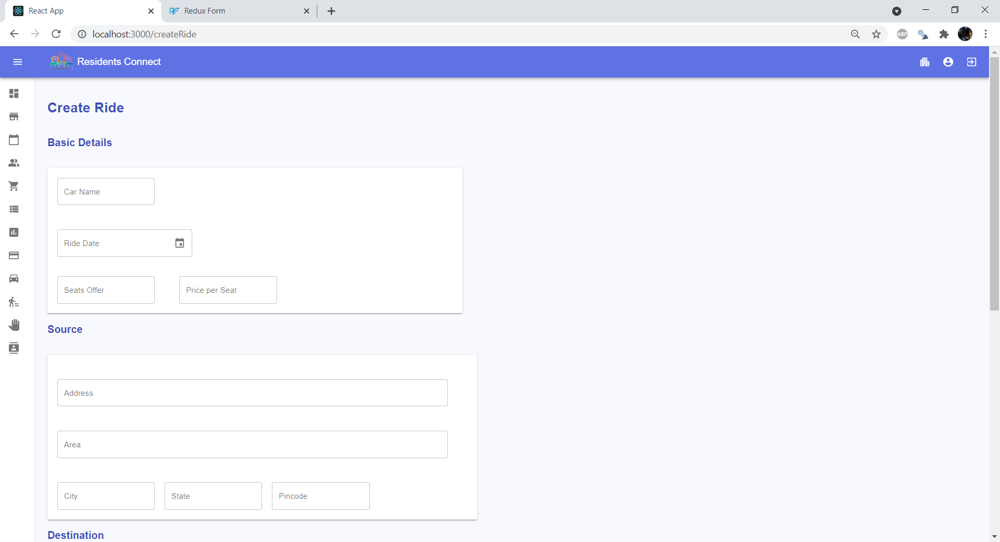 React App
Redux Form
localhost:3000/createRide
ABP
Residents Connect
Create Ride
Basic Details
Car Name
Ride Date
Seats Offer
Price per Seat
Source
Address
Area
City
State
Pincode
Destination